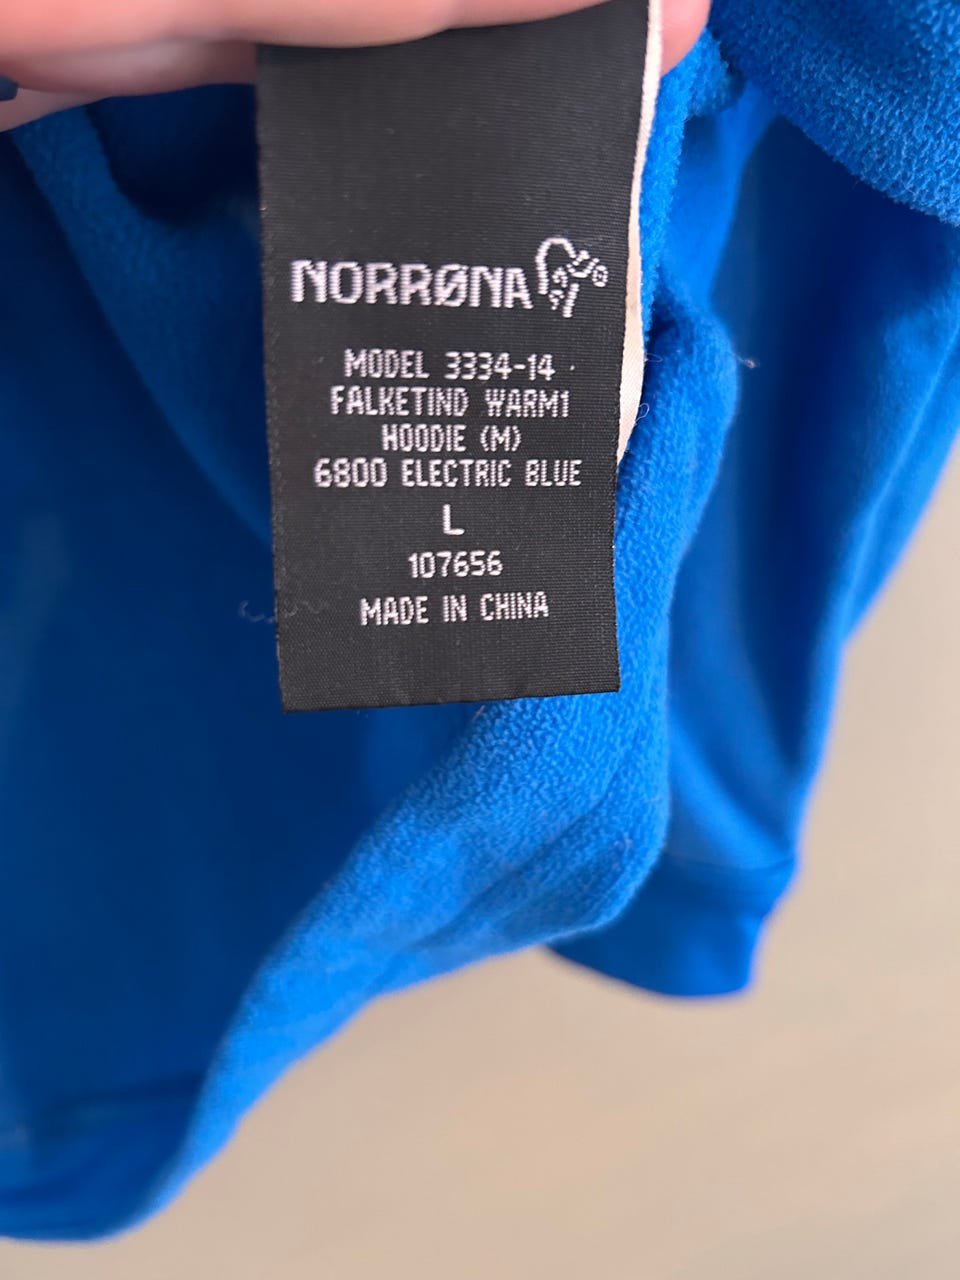 NORRØNA
MODEL 3334-14
FALKETIND WARM1
HOODIE (M)
6800 ELECTRIC BLUE
L
107656
MADE IN CHINA